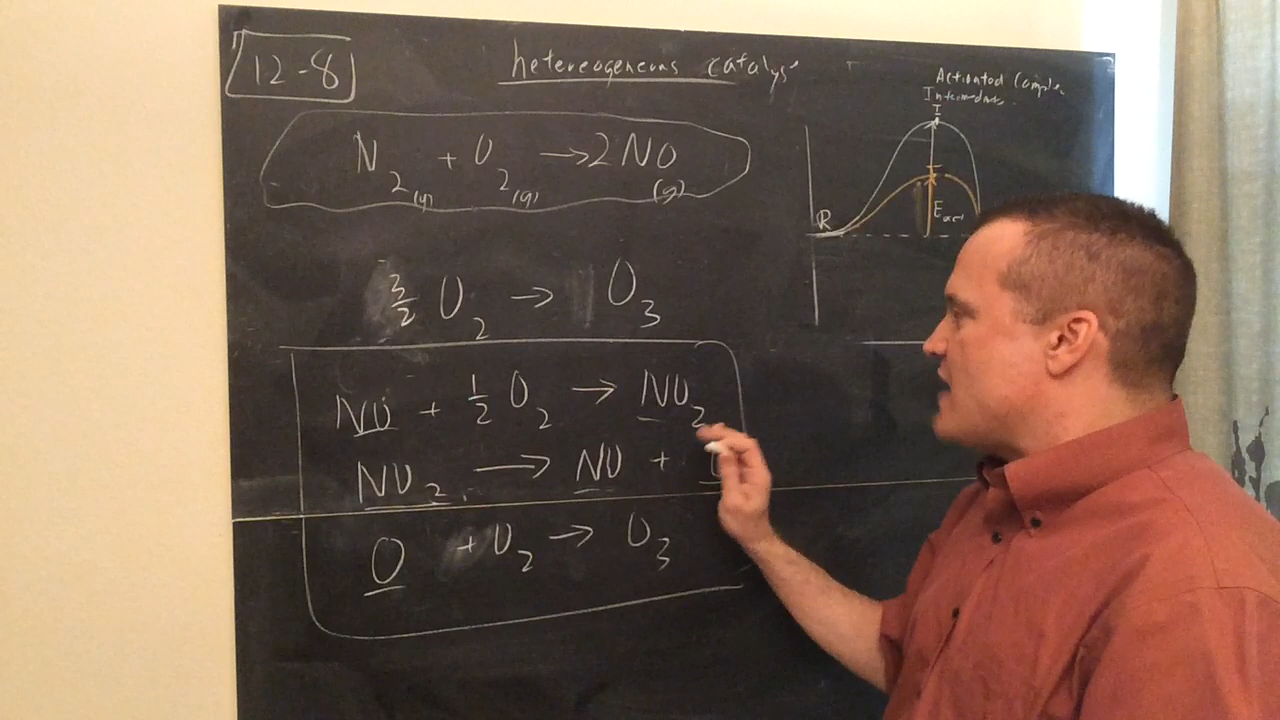 12-8
hetereogeneous catalys
N2(g) + O2(g) → 2NO(g)
3/2 O2 → O3
NO + 1/2 O2 → NO2
NO2 → NO +
O + O2 → O3
Activated Complex
Intermediate
I
I
R
Eact